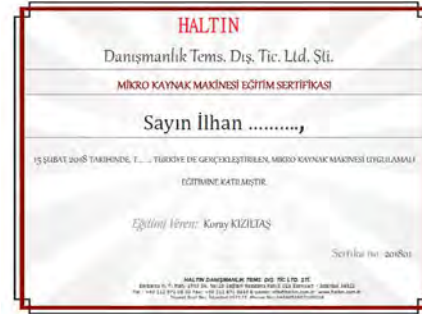 HALTIN
Danışmanlık Tems. Dış. Tic. Ltd. Şti.
MİKRO KAYNAK MAKİNESİ EĞİTİM SERTİFİKASI
Sayın İlhan ..........,
15 ŞUBAT 2018 TARİHİNDE, T... .. TÜRKİYE DE GERÇEKLEŞTİRİLEN, MİKRO KAYNAK MAKİNESİ UYGULAMALI
EĞİTİMİNE KATILMIŞTIR.
Eğitimi Veren: Koray KIZILTAŞ
Sertfika no: 201801
HALTIN DANIŞMANLIK TEMS. DIŞ. TİC LTD. ŞTİ.